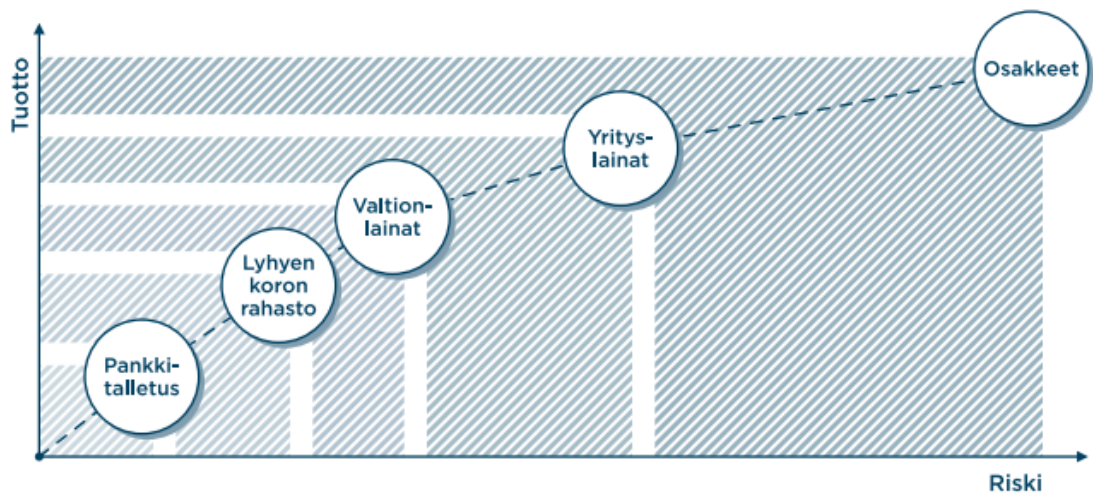 Tuotto
Osakkeet
Yritys-
lainat
Valtion-
lainat
Lyhyen
koron
rahasto
Pankki-
talletus
Riski